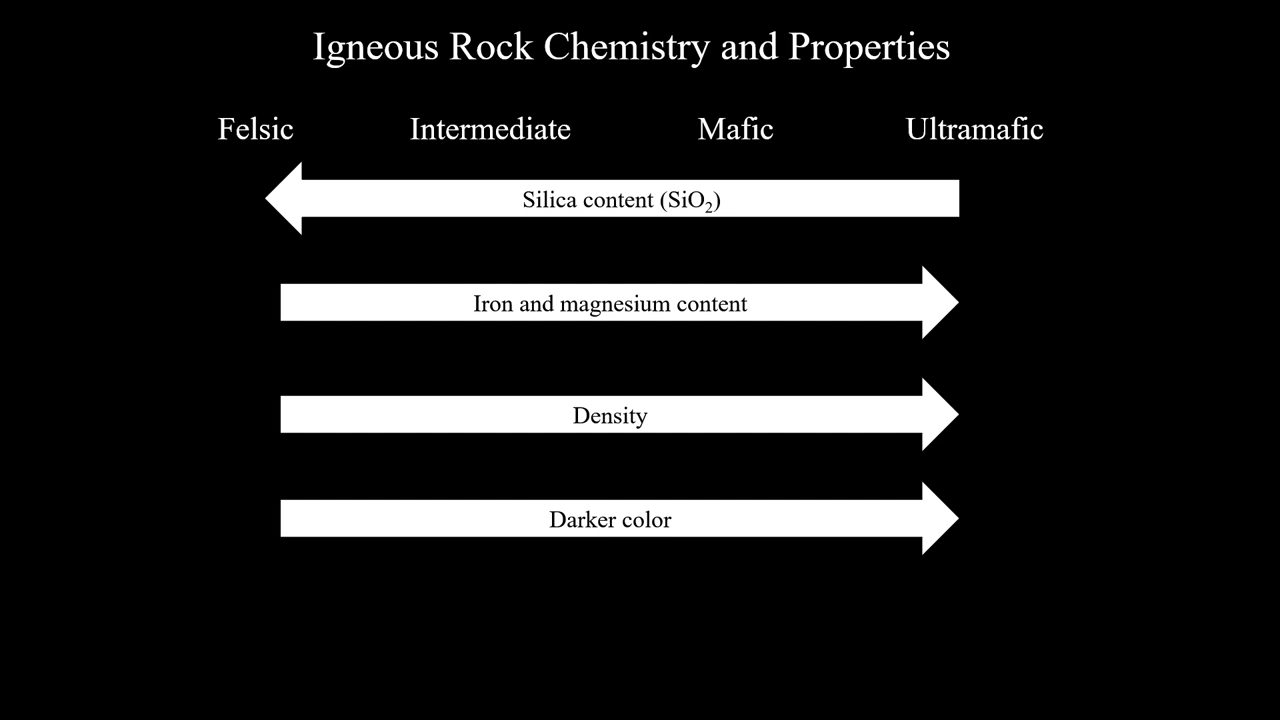 Igneous Rock Chemistry and Properties
Felsic Intermediate Mafic Ultramafic
Silica content (SiO₂)
Iron and magnesium content
Density
Darker color